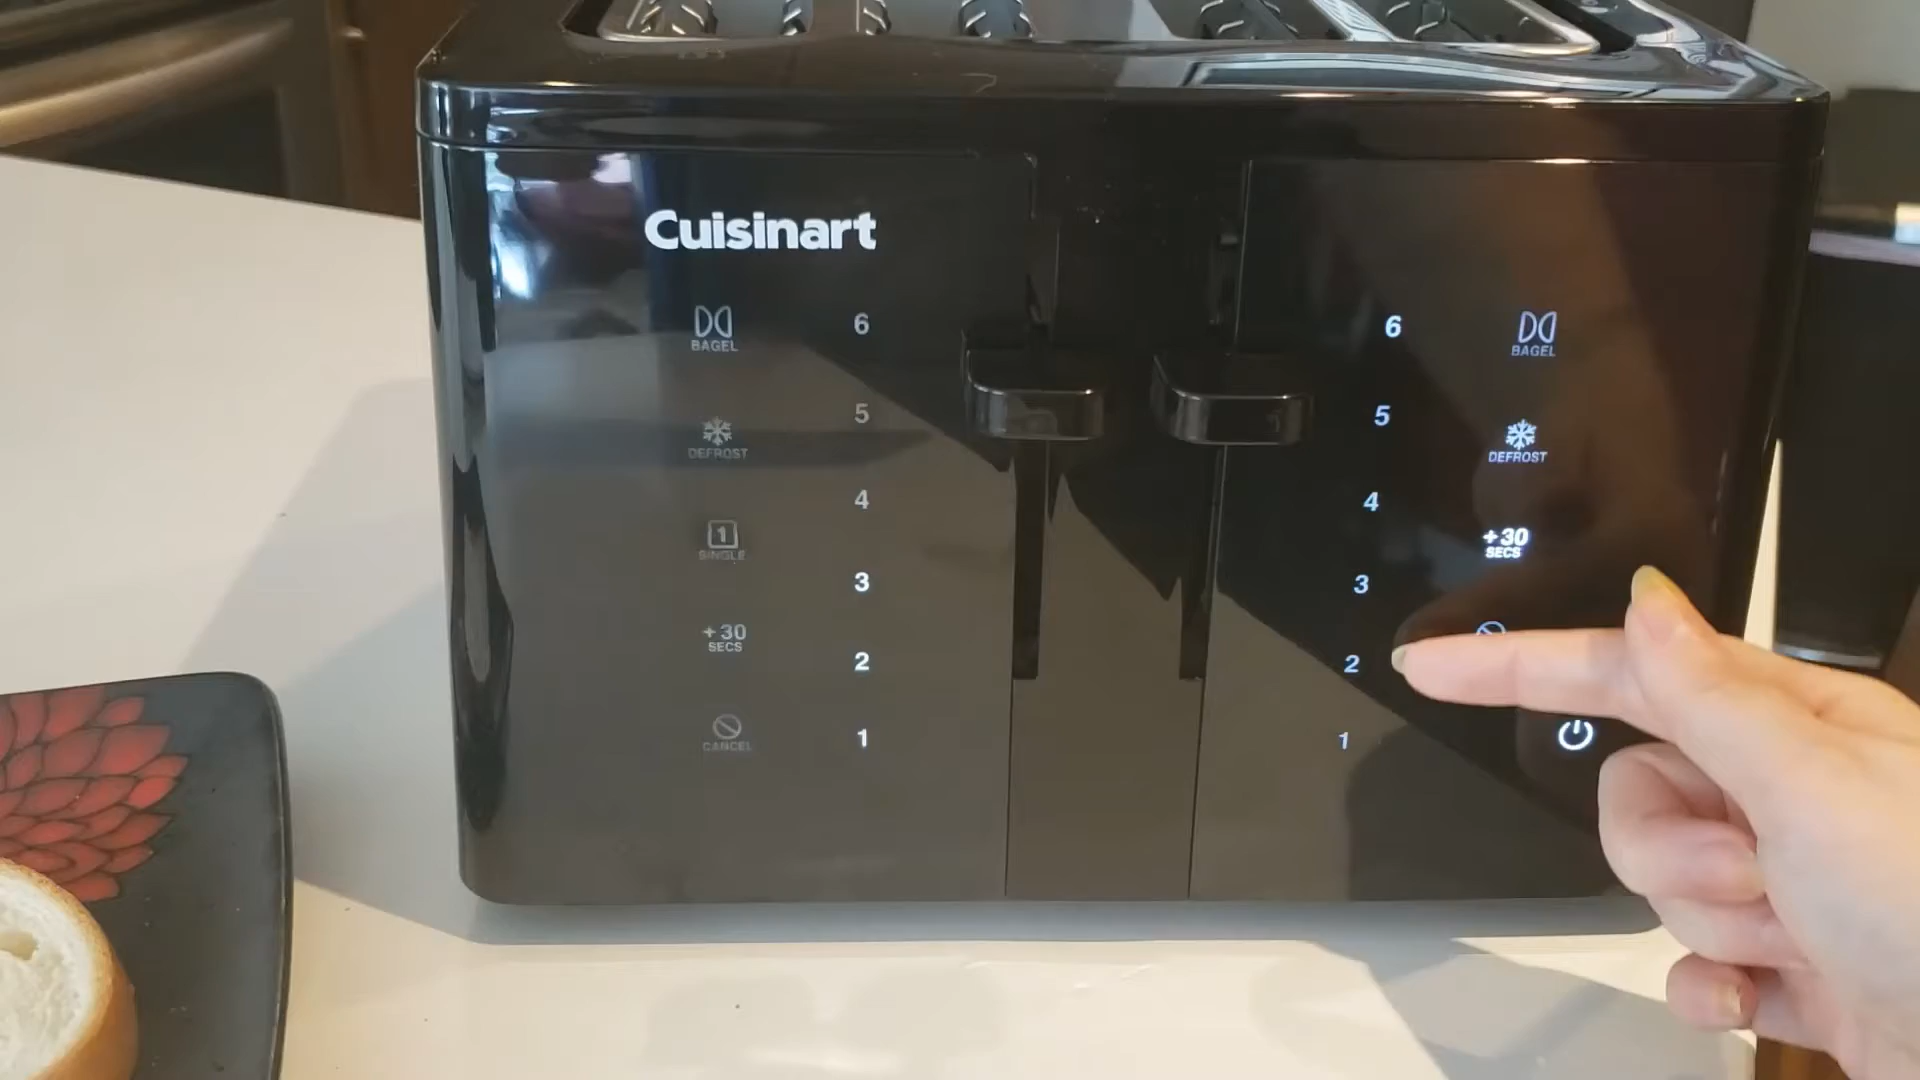 Cuisinart
BAGEL
DEFROST
1
SINGLE
+30
SECS
CANCEL
6
5
4
3
2
1
6
5
4
3
2
1
BAGEL
DEFROST
+30
SECS